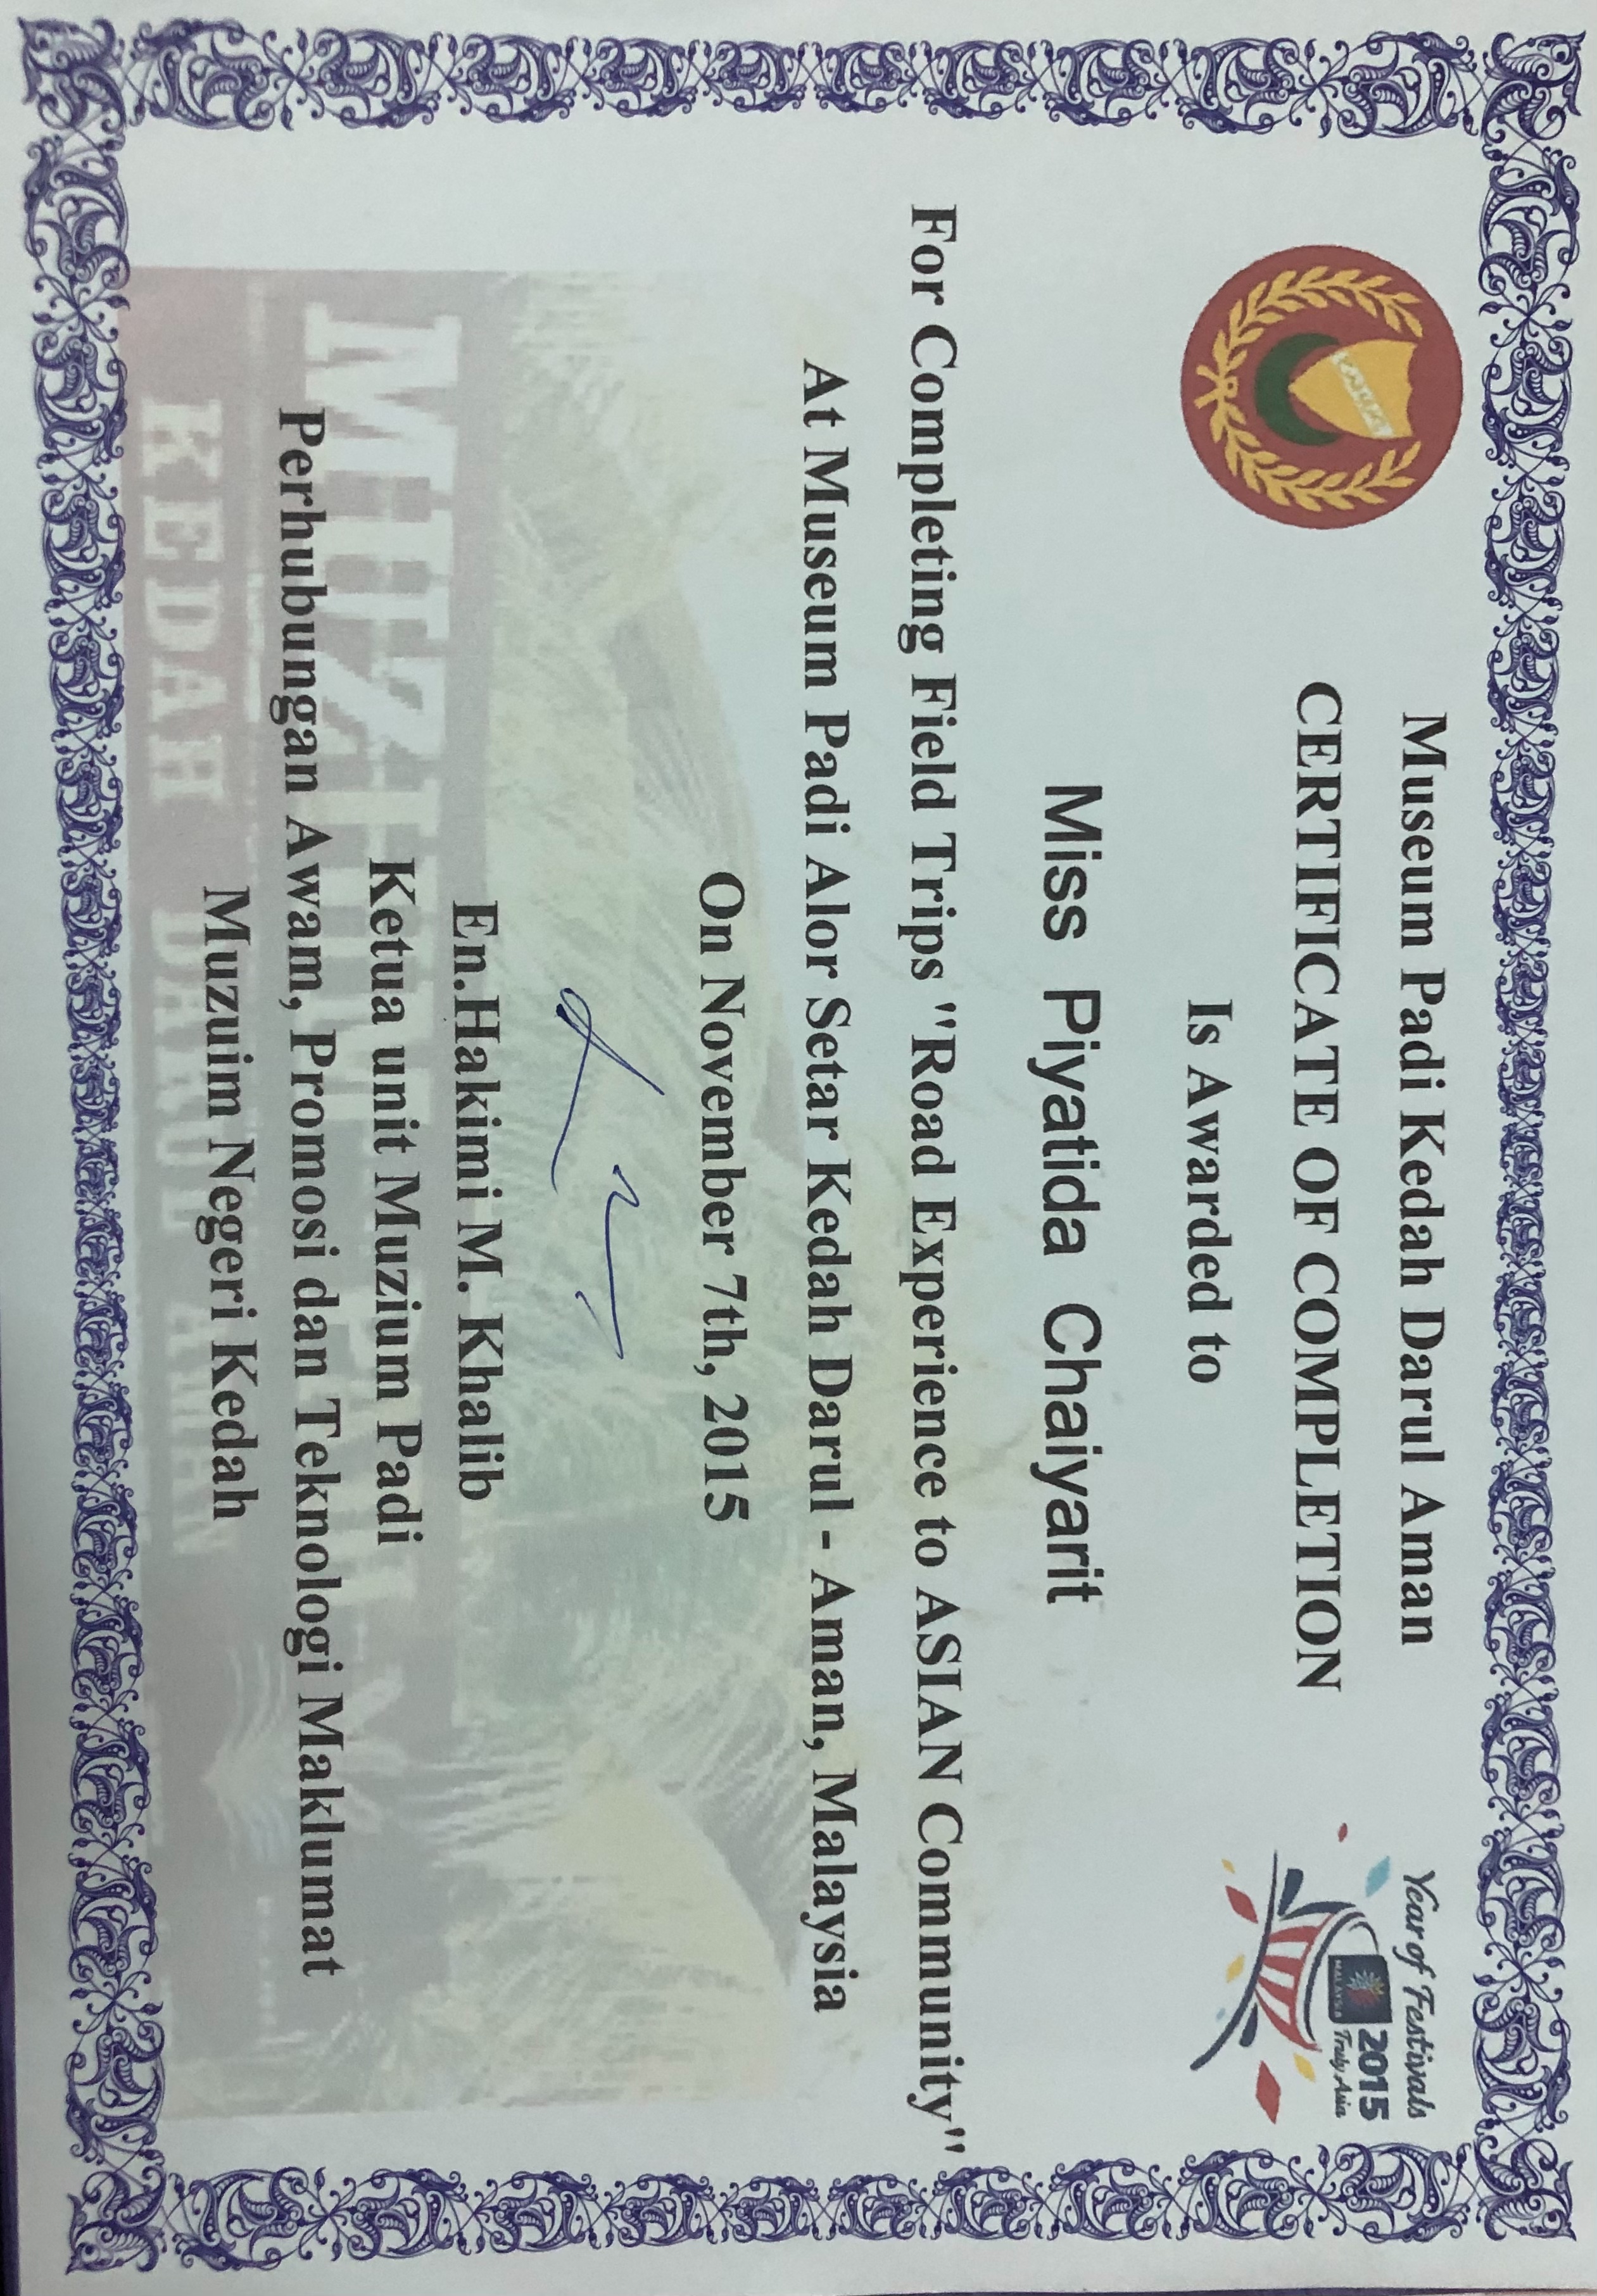 Museum Padi Kedah Darul Aman
CERTIFICATE OF COMPLETION
Is Awarded to
Year of Festivals
2015
MALAYSIA
Truly Asia
Miss Piyatida Chaiyarit
For Completing Field Trips "Road Experience to ASIAN Community"
At Museum Padi Alor Setar Kedah Darul - Aman, Malaysia
On November 7th, 2015
En.Hakimi M. Khalib
Ketua unit Muzium Padi
Perhubungan Awam, Promosi dan Teknologi Maklumat
Muzuim Negeri Kedah
MUZIUM PADI
KEDAH DARUL AMAN